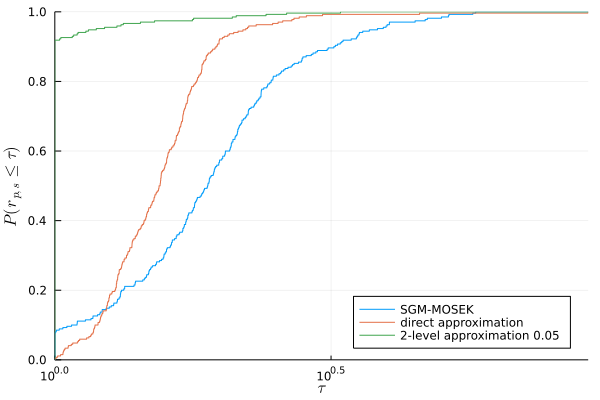 1.0
0.8
0.6
0.4
0.2
0.0
P(r_{p,s} ≤ τ)
10^{0.0}
10^{0.5}
τ
SGM-MOSEK
direct approximation
2-level approximation 0.05